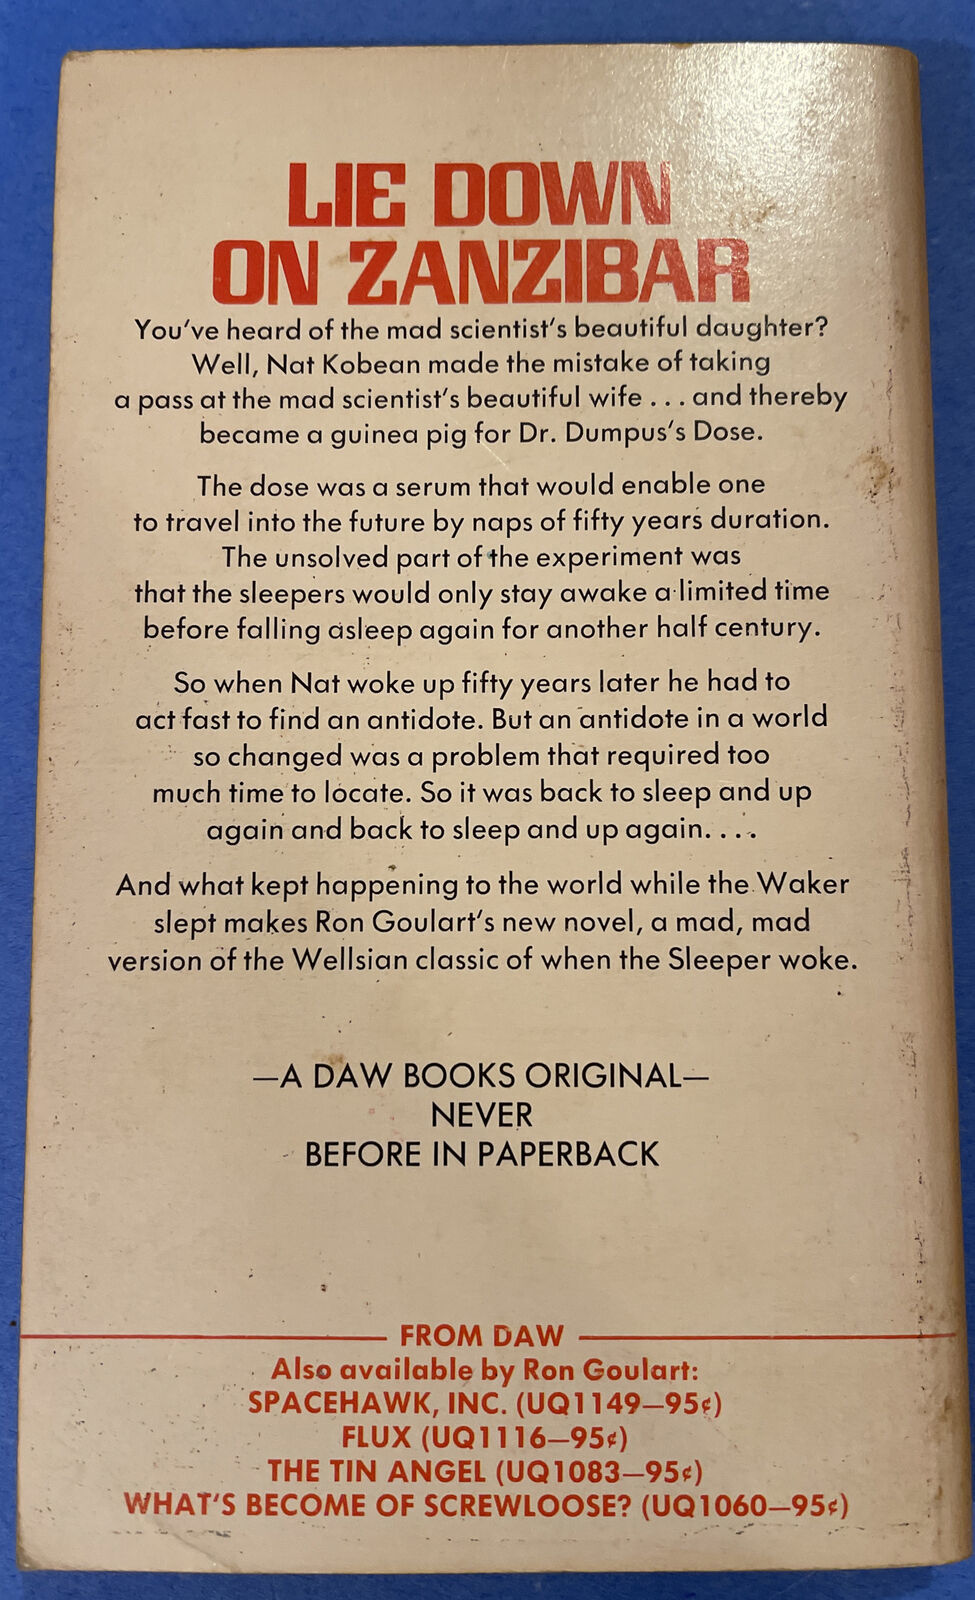 LIE DOWN
ON ZANZIBAR
You've heard of the mad scientist's beautiful daughter?
Well, Nat Kobean made the mistake of taking
a pass at the mad scientist's beautiful wife . . . and thereby
became a guinea pig for Dr. Dumpus's Dose.
The dose was a serum that would enable one
to travel into the future by naps of fifty years duration.
The unsolved part of the experiment was
that the sleepers would only stay awake a limited time
before falling asleep again for another half century.
So when Nat woke up fifty years later he had to
act fast to find an antidote. But an antidote in a world
so changed was a problem that required too
much time to locate. So it was back to sleep and up
again and back to sleep and up again. . . .
And what kept happening to the world while the Waker
slept makes Ron Goulart's new novel, a mad, mad
version of the Wellsian classic of when the Sleeper woke.
—A DAW BOOKS ORIGINAL—
NEVER
BEFORE IN PAPERBACK
FROM DAW
Also available by Ron Goulart:
SPACEHAWK, INC. (UQ1149—95¢)
FLUX (UQ1116—95¢)
THE TIN ANGEL (UQ1083—95¢)
WHAT'S BECOME OF SCREWLOOSE? (UQ1060—95¢)